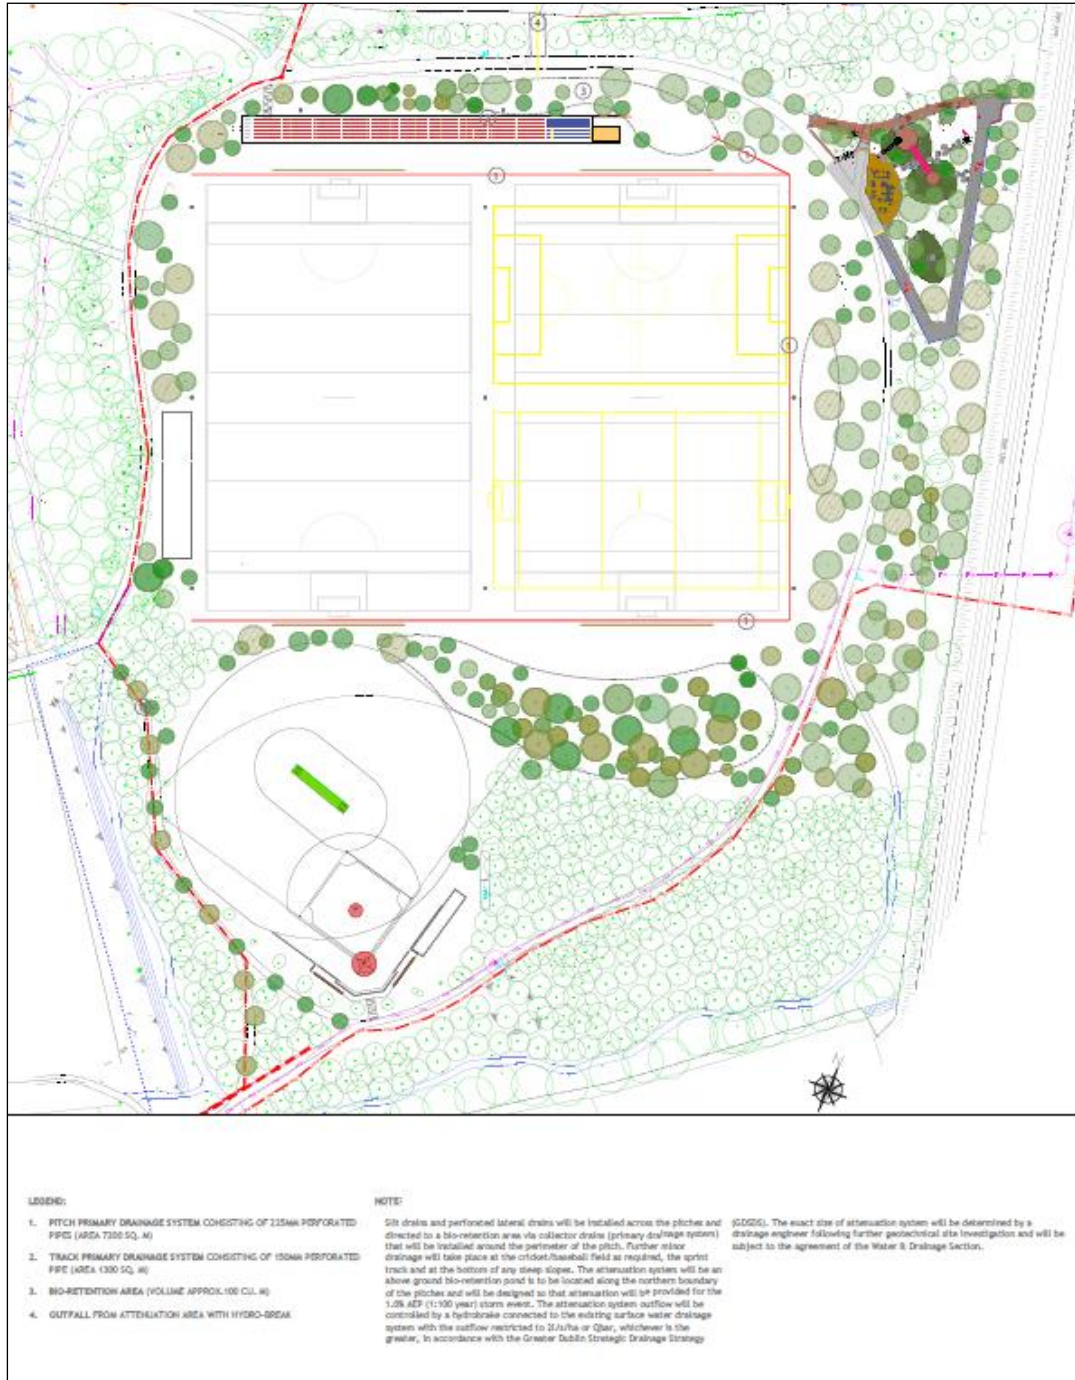 4
3
2
1
1
1
LEGEND:
1. PITCH PRIMARY DRAINAGE SYSTEM CONSISTING OF 225MM PERFORATED
PIPES (AREA 7200 SQ. M)
2. TRACK PRIMARY DRAINAGE SYSTEM CONSISTING OF 150MM PERFORATED
PIPE (AREA 1300 SQ. M)
3. BIO-RETENTION AREA (VOLUME APPROX.100 CU. M)
4. OUTFALL FROM ATTENUATION AREA WITH HYDRO-BREAK
NOTE:
Slit drains and perforated lateral drains will be installed across the pitches and
directed to a bio-retention area via collector drains (primary drainage system)
that will be installed around the perimeter of the pitch. Further minor
drainage will take place at the cricket/baseball field as required, the sprint
track and at the bottom of any steep slopes. The attenuation system will be an
above ground bio-retention pond is to be located along the northern boundary
of the pitches and will be designed so that attenuation will be provided for the
1.0% AEP (1:100 year) storm event. The attenuation system outflow will be
controlled by a hydrobrake connected to the existing surface water drainage
system with the outflow restricted to 2l/s/ha or Qbar, whichever is the
greater, in accordance with the Greater Dublin Strategic Drainage Strategy
(GDSDS). The exact size of attenuation system will be determined by a
drainage engineer following further geotechnical site investigation and will be
subject to the agreement of the Water & Drainage Section.